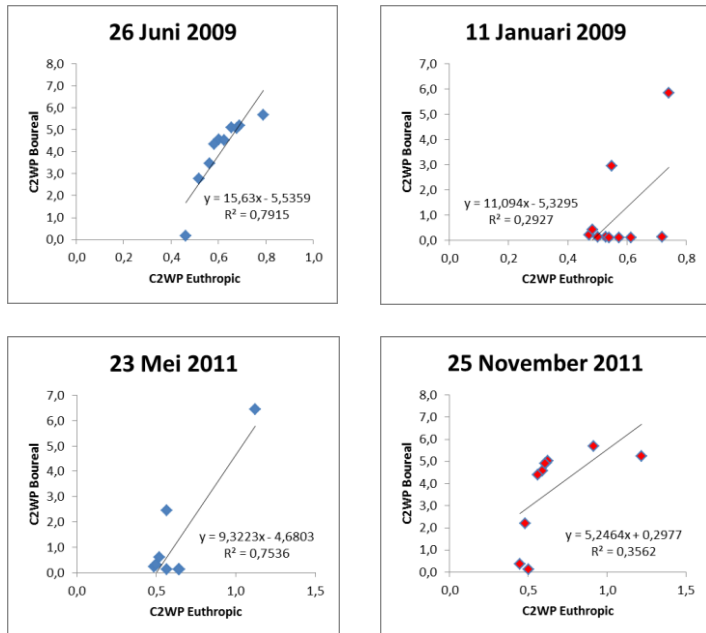 26 Juni 2009
8,0
7,0
6,0
5,0
4,0
3,0
2,0
1,0
0,0
C2WP Boureal
y = 15,63x - 5,5359
R² = 0,7915
0,0 0,2 0,4 0,6 0,8 1,0
C2WP Euthropic
11 Januari 2009
7,0
6,0
5,0
4,0
3,0
2,0
1,0
0,0
C2WP Boureal
y = 11,094x - 5,3295
R² = 0,2927
0,0 0,2 0,4 0,6 0,8
C2WP Euthropic
23 Mei 2011
7,0
6,0
5,0
4,0
3,0
2,0
1,0
0,0
C2WP Boureal
y = 9,3223x - 4,6803
R² = 0,7536
0,0 0,5 1,0 1,5
C2WP Euthropic
25 November 2011
8,0
7,0
6,0
5,0
4,0
3,0
2,0
1,0
0,0
C2WP Boureal
y = 5,2464x + 0,2977
R² = 0,3562
0,0 0,5 1,0 1,5
C2WP Euthropic